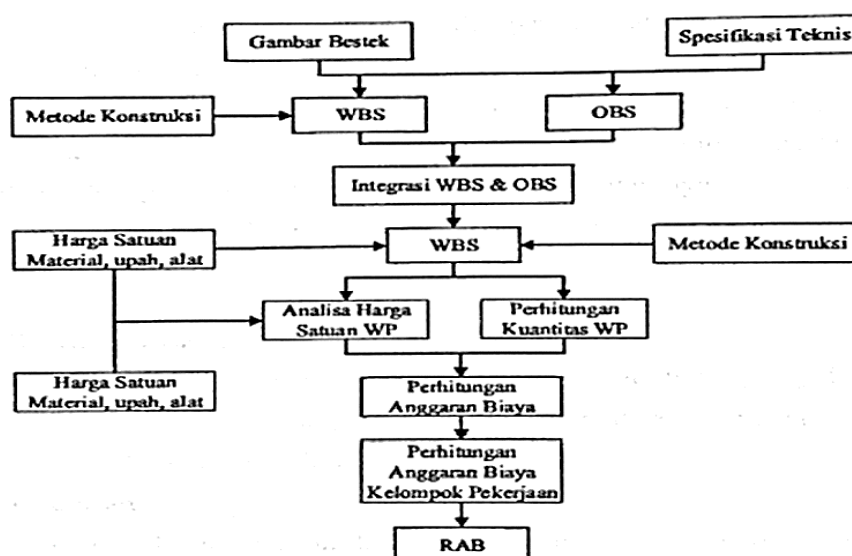 Gambar Bestek
Spesifikasi Teknis
Metode Konstruksi
WBS
OBS
Integrasi WBS & OBS
Harga Satuan
Material, upah, alat
WBS
Metode Konstruksi
Analisa Harga
Satuan WP
Perhitungan
Kuantitas WP
Harga Satuan
Material, upah, alat
Perhitungan
Anggaran Biaya
Perhitungan
Anggaran Biaya
Kelompok Pekerjaan
RAB